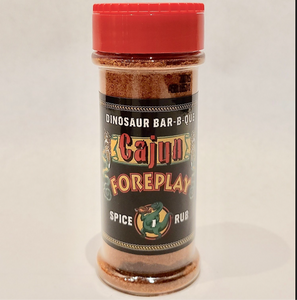 DINOSAUR BAR-B-QUE
Cajun
FOREPLAY
SPICE RUB